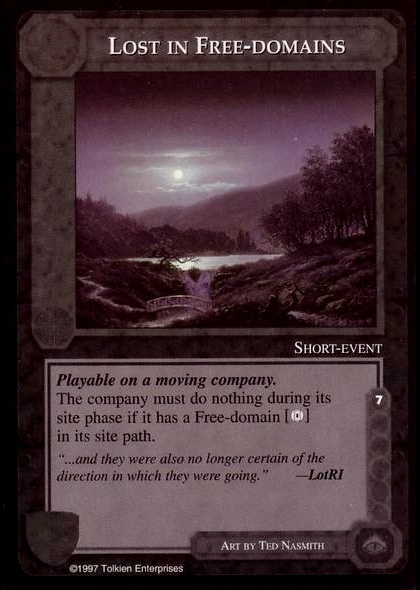 LOST IN FREE-DOMAINS
SHORT-EVENT
Playable on a moving company.
The company must do nothing during its
site phase if it has a Free-domain [ ]
in its site path.
7
“...and they were also no longer certain of the
direction in which they were going.” —LotRI
ART BY TED NASMITH
©1997 Tolkien Enterprises